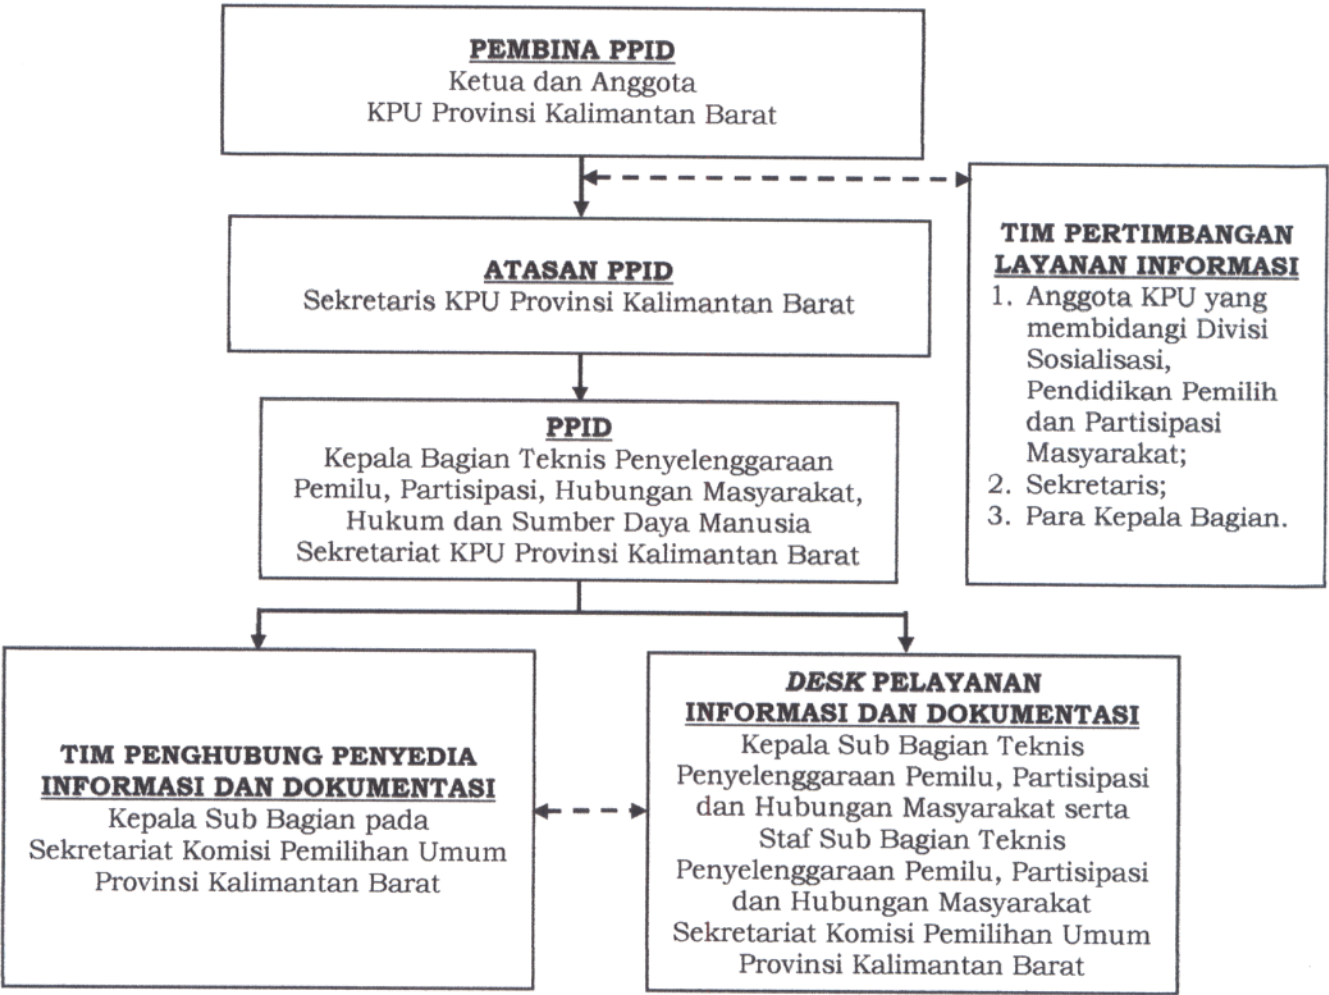 PEMBINA PPID
Ketua dan Anggota
KPU Provinsi Kalimantan Barat
ATASAN PPID
Sekretaris KPU Provinsi Kalimantan Barat
TIM PERTIMBANGAN
LAYANAN INFORMASI
1. Anggota KPU yang
membidangi Divisi
Sosialisasi,
Pendidikan Pemilih
dan Partisipasi
Masyarakat;
2. Sekretaris;
3. Para Kepala Bagian.
PPID
Kepala Bagian Teknis Penyelenggaraan
Pemilu, Partisipasi, Hubungan Masyarakat,
Hukum dan Sumber Daya Manusia
Sekretariat KPU Provinsi Kalimantan Barat
TIM PENGHUBUNG PENYEDIA
INFORMASI DAN DOKUMENTASI
Kepala Sub Bagian pada
Sekretariat Komisi Pemilihan Umum
Provinsi Kalimantan Barat
DESK PELAYANAN
INFORMASI DAN DOKUMENTASI
Kepala Sub Bagian Teknis
Penyelenggaraan Pemilu, Partisipasi
dan Hubungan Masyarakat serta
Staf Sub Bagian Teknis
Penyelenggaraan Pemilu, Partisipasi
dan Hubungan Masyarakat
Sekretariat Komisi Pemilihan Umum
Provinsi Kalimantan Barat